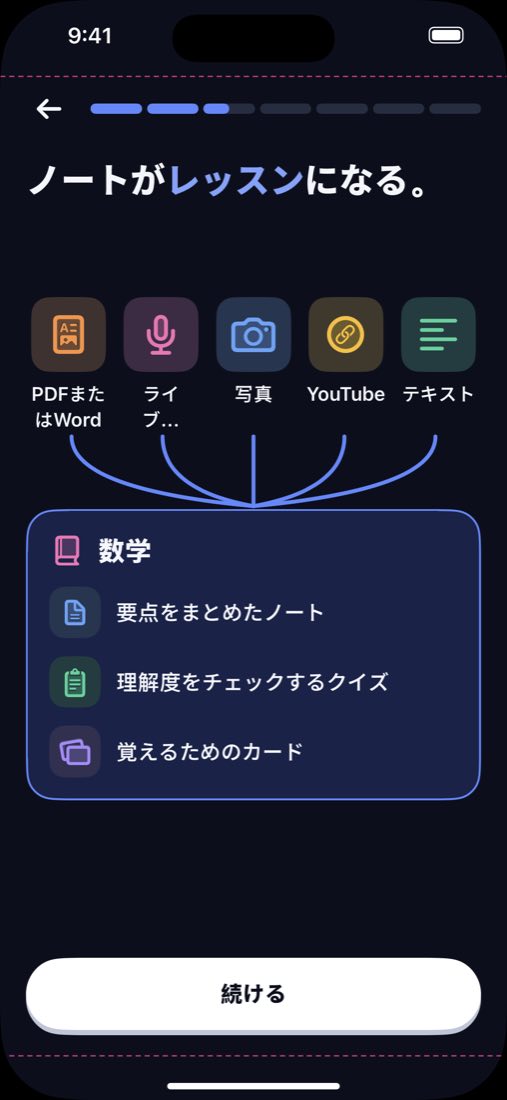 9:41
ノートがレッスンになる。
PDFまた
はWord
ライ
ブ...
写真
YouTube
テキスト
数学
要点をまとめたノート
理解度をチェックするクイズ
覚えるためのカード
続ける